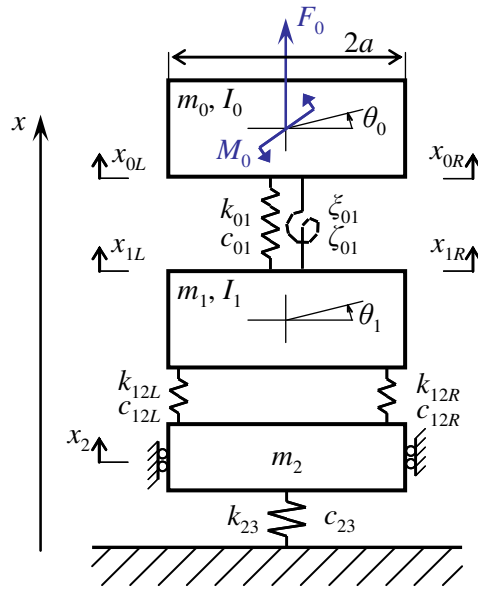 F₀
2a
m₀, I₀
θ₀
x
M₀
x₀L
x₀R
k₀₁
ξ₀₁
c₀₁
ζ₀₁
x₁L
x₁R
m₁, I₁
θ₁
k₁₂L
k₁₂R
c₁₂L
c₁₂R
x₂
m₂
k₂₃
c₂₃